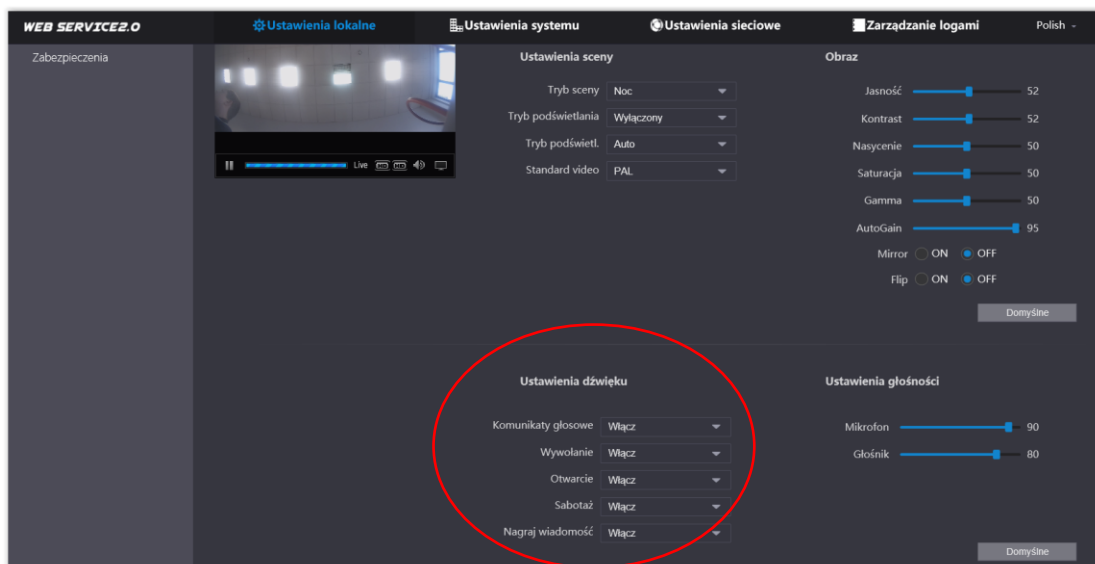 WEB SERVICE2.0
Ustawienia lokalne
Ustawienia systemu
Ustawienia sieciowe
Zarządzanie logami
Polish
Zabezpieczenia
Live
Ustawienia sceny
Tryb sceny Noc
Tryb podświetlania Wyłączony
Tryb podświetl. Auto
Standard video PAL
Obraz
Jasność 52
Kontrast 52
Nasycenie 50
Saturacja 50
Gamma 50
AutoGain 95
Mirror ON OFF
Flip ON OFF
Domyślne
Ustawienia dźwięku
Komunikaty głosowe Włącz
Wywołanie Włącz
Otwarcie Włącz
Sabotaż Włącz
Nagraj wiadomość Włącz
Ustawienia głośności
Mikrofon 90
Głośnik 80
Domyślne